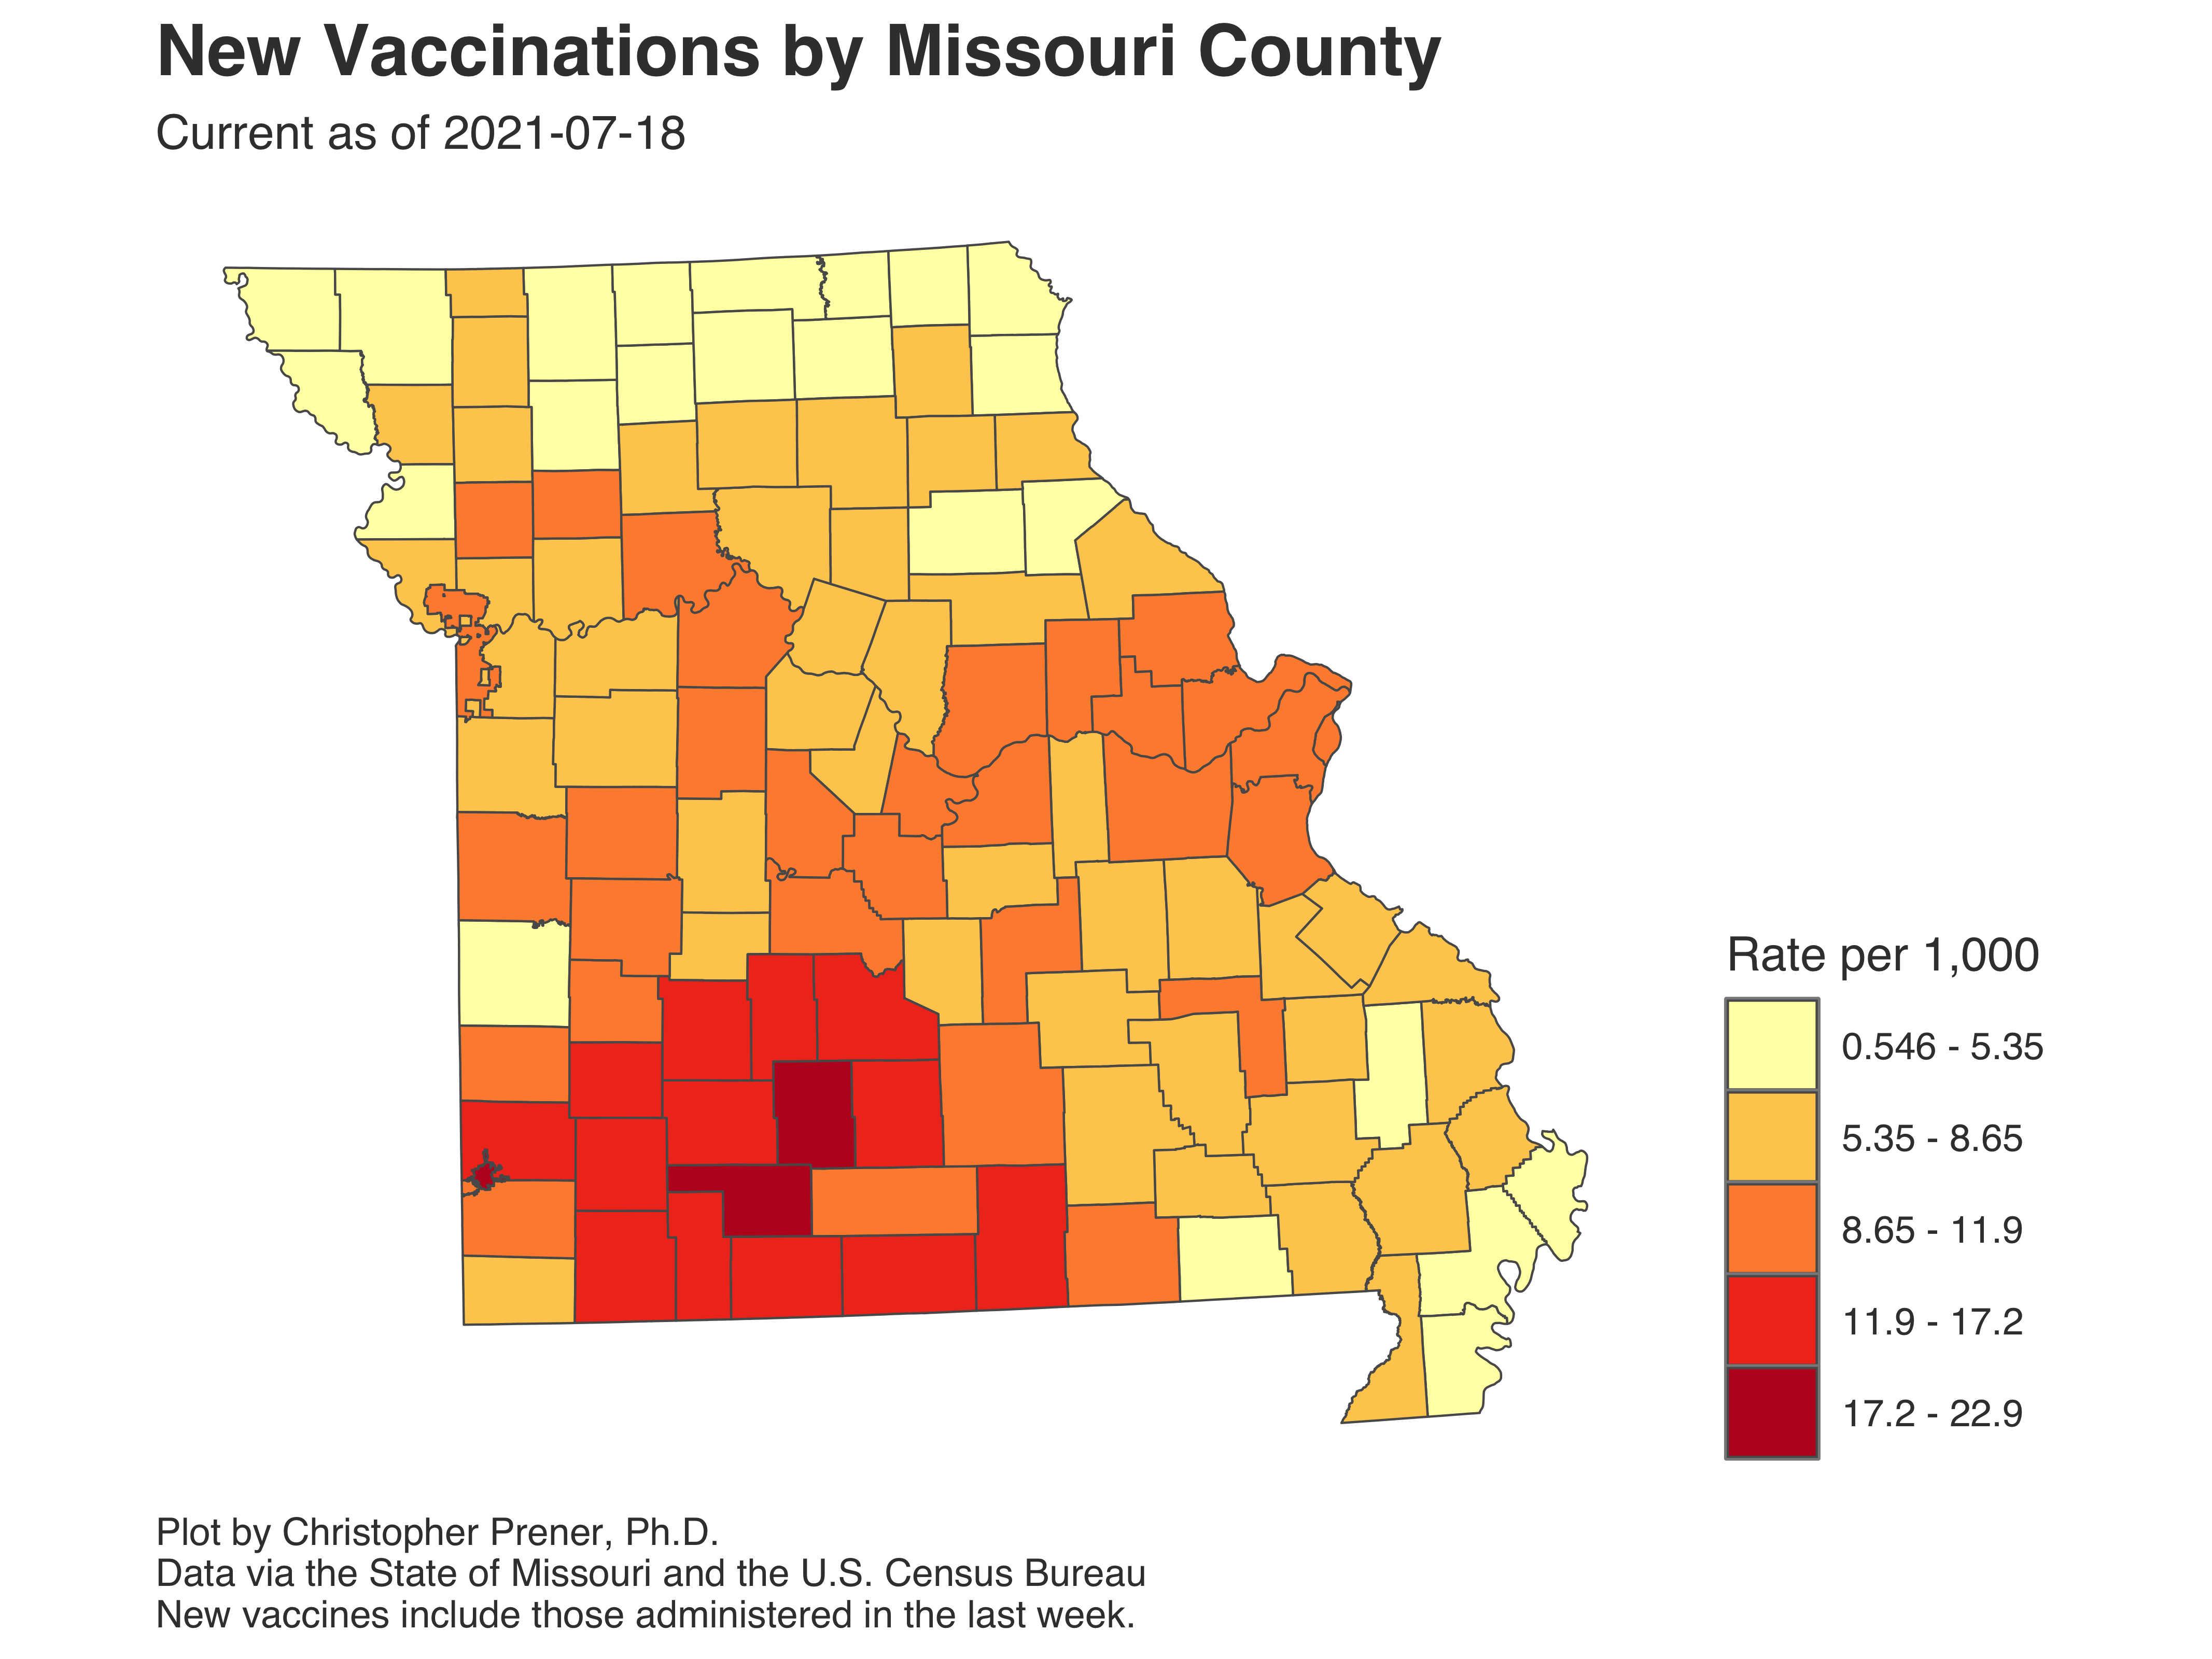 New Vaccinations by Missouri County
Current as of 2021-07-18
Rate per 1,000
0.546 - 5.35
5.35 - 8.65
8.65 - 11.9
11.9 - 17.2
17.2 - 22.9
Plot by Christopher Prener, Ph.D.
Data via the State of Missouri and the U.S. Census Bureau
New vaccines include those administered in the last week.